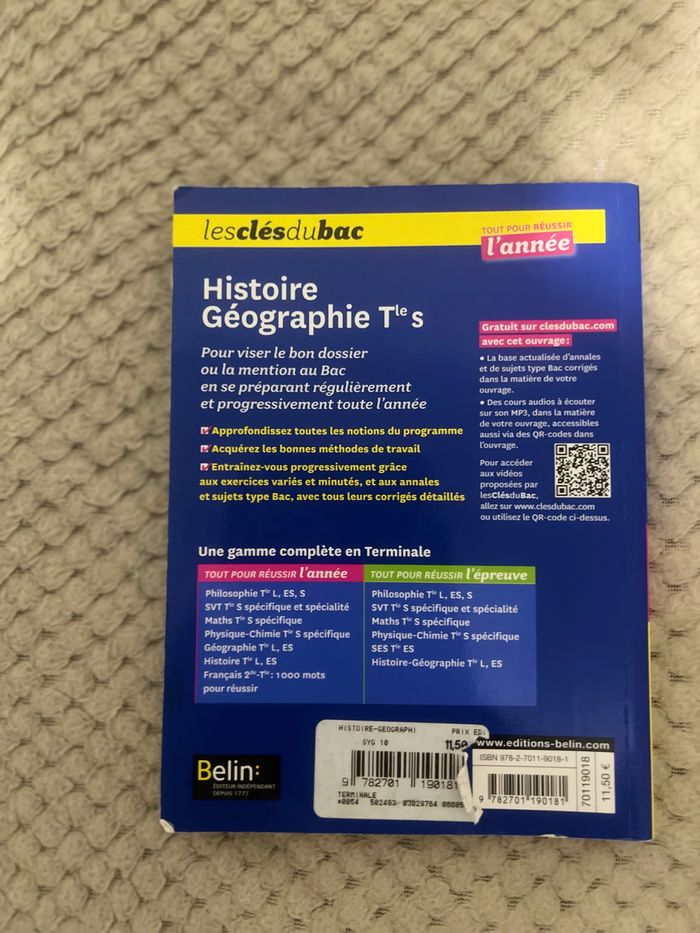 lesclésdubac
TOUT POUR RÉUSSIR
l'année
Histoire
Géographie Tle S
Pour viser le bon dossier
ou la mention au Bac
en se préparant régulièrement
et progressivement toute l'année
Approfondissez toutes les notions du programme
Acquérez les bonnes méthodes de travail
Entraînez-vous progressivement grâce
aux exercices variés et minutés, et aux annales
et sujets type Bac, avec tous leurs corrigés détaillés
Gratuit sur clesdubac.com
avec cet ouvrage :
• La base actualisée d'annales
et de sujets type Bac corrigés
dans la matière de votre
ouvrage.
• Des cours audios à écouter
sur son MP3, dans la matière
de votre ouvrage, accessibles
aussi via des QR-codes dans
l'ouvrage.
Pour accéder
aux vidéos
proposées par
lesClésduBac,
allez sur www.clesdubac.com
ou utilisez le QR-code ci-dessus.
Une gamme complète en Terminale
TOUT POUR RÉUSSIR l'année
Philosophie Tle L, ES, S
SVT Tle S spécifique et spécialité
Maths Tle S spécifique
Physique-Chimie Tle S spécifique
Géographie Tle L, ES
Histoire Tle L, ES
Français 2de-Tle : 1000 mots
pour réussir
TOUT POUR RÉUSSIR l'épreuve
Philosophie Tle L, ES, S
SVT Tle S spécifique et spécialité
Maths Tle S spécifique
Physique-Chimie Tle S spécifique
SES Tle ES
Histoire-Géographie Tle L, ES
Belin:
ÉDITEUR INDÉPENDANT
DEPUIS 1777
HISTOIRE-GEOGRAPHI PRIX EDI
SYG 10 11,50
9 782701 190181
TERMINALE
*0054 502493 03829764
www.editions-belin.com
ISBN 978-2-7011-9018-1
9 782701 190181
70119018
11,50 €